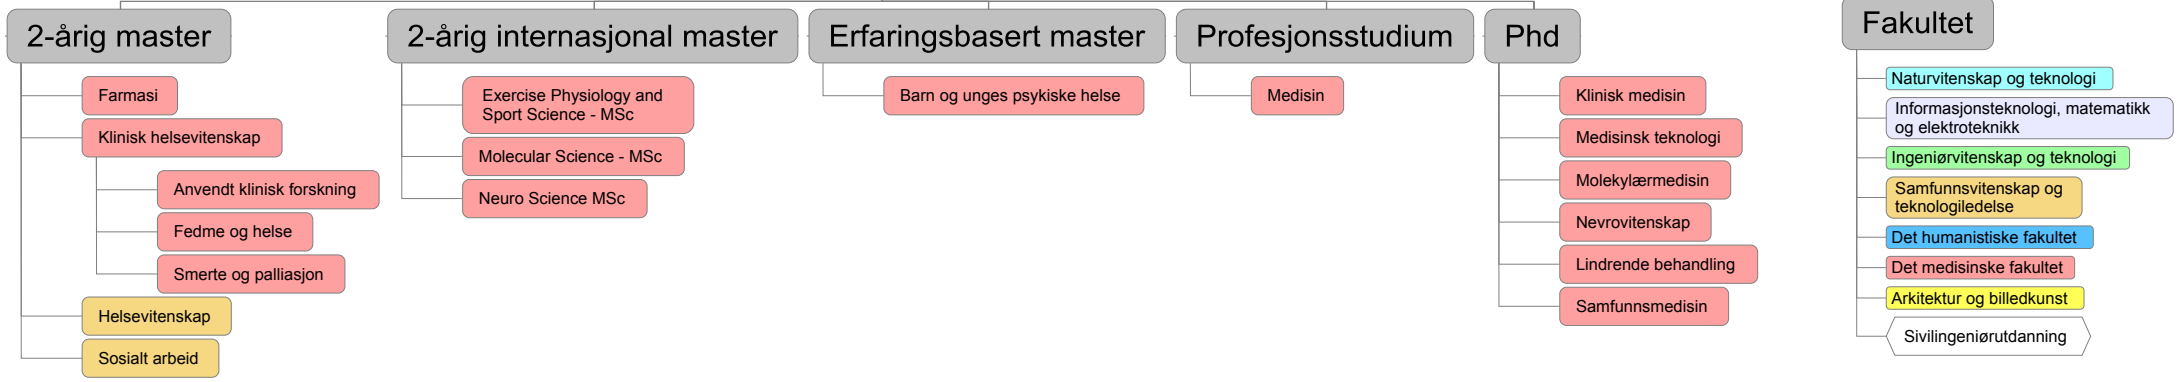 2-årig master
Farmasi
Klinisk helsevitenskap
Anvendt klinisk forskning
Fedme og helse
Smerte og palliasjon
Helsevitenskap
Sosialt arbeid
2-årig internasjonal master
Exercise Physiology and
Sport Science - MSc
Molecular Science - MSc
Neuro Science MSc
Erfaringsbasert master
Barn og unges psykiske helse
Profesjonsstudium
Medisin
Phd
Klinisk medisin
Medisinsk teknologi
Molekylærmedisin
Nevrovitenskap
Lindrende behandling
Samfunnsmedisin
Fakultet
Naturvitenskap og teknologi
Informasjonsteknologi, matematikk
og elektroteknikk
Ingeniørvitenskap og teknologi
Samfunnsvitenskap og
teknologiledelse
Det humanistiske fakultet
Det medisinske fakultet
Arkitektur og billedkunst
Sivilingeniørutdanning